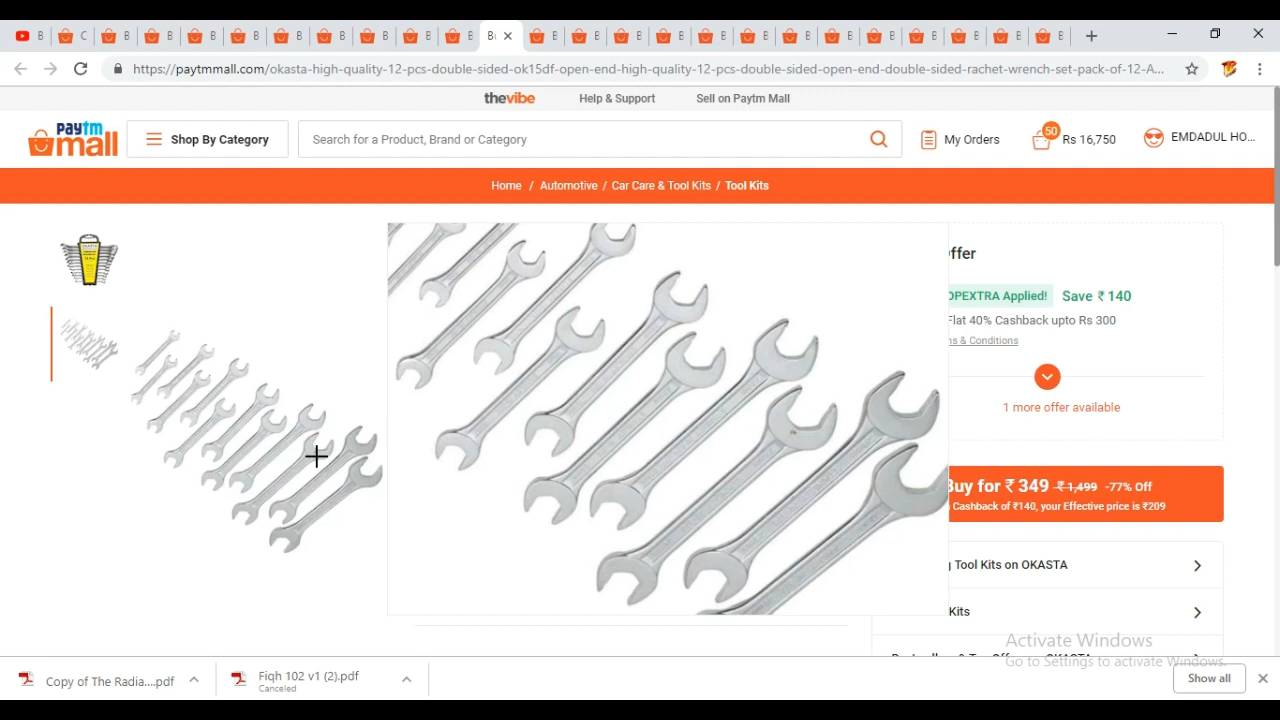 B C B B B B B B B B B Bu B B B B B B B B B B B B B
https://paytmmall.com/okasta-high-quality-12-pcs-double-sided-ok15df-open-end-high-quality-12-pcs-double-sided-open-end-double-sided-rachet-wrench-set-pack-of-12-A...
thevibe Help & Support Sell on Paytm Mall
paytm mall Shop By Category Search for a Product, Brand or Category My Orders 50 Rs 16,750 EMDADUL HO...
Home / Automotive / Car Care & Tool Kits / Tool Kits
ffer
OPEXTRA Applied! Save ₹ 140
Flat 40% Cashback upto Rs 300
ns & Conditions
1 more offer available
Buy for ₹ 349 ₹ 1,499 -77% Off
Cashback of ₹140, your Effective price is ₹209
Tool Kits on OKASTA
Kits
Activate Windows
Go to Settings to activate Windows.
Copy of The Radia....pdf
Fiqh 102 v1 (2).pdf
Canceled
Show all